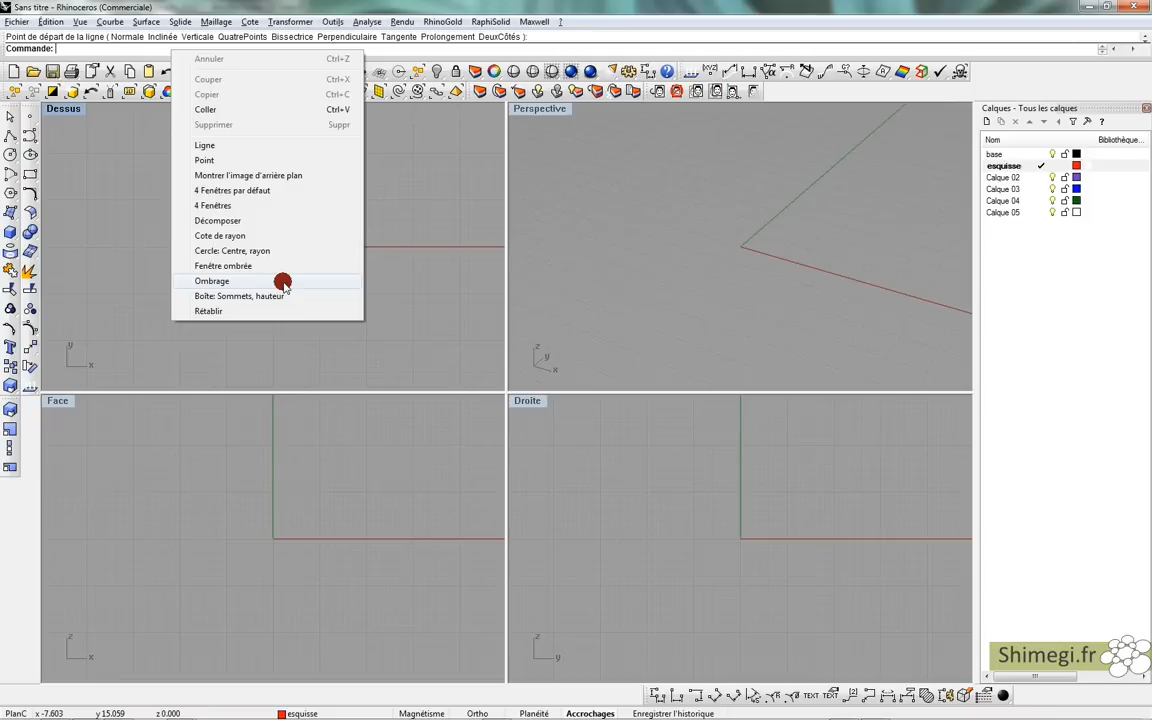 Sans titre - Rhinoceros (Commerciale)
Fichier Édition Vue Courbe Surface Solide Maillage Cote Transformer Outils Analyse Rendu RhinoGold RaphiSolid Maxwell ?
Point de départ de la ligne ( Normale Inclinée Verticale QuatrePoints Bissectrice Perpendiculaire Tangente Prolongement DeuxCôtés ):
Commande:
Annuler Ctrl+Z
Couper Ctrl+X
Copier Ctrl+C
Coller Ctrl+V
Supprimer Suppr
Ligne
Point
Montrer l'image d'arrière plan
4 Fenêtres par défaut
4 Fenêtres
Décomposer
Cote de rayon
Cercle: Centre, rayon
Fenêtre ombrée
Ombrage
Boîte: Sommets, hauteur
Rétablir
Dessus
y
x
Perspective
z
y
x
Face
z
x
Droite
z
y
Calques - Tous les calques
?
Nom Bibliothèque...
base
esquisse
Calque 02
Calque 03
Calque 04
Calque 05
Shimegi.fr
TEXT TEXT
PlanC x -7.603 y 15.059 z 0.000 esquisse Magnétisme Ortho Planéité Accrochages Enregistrer l'historique